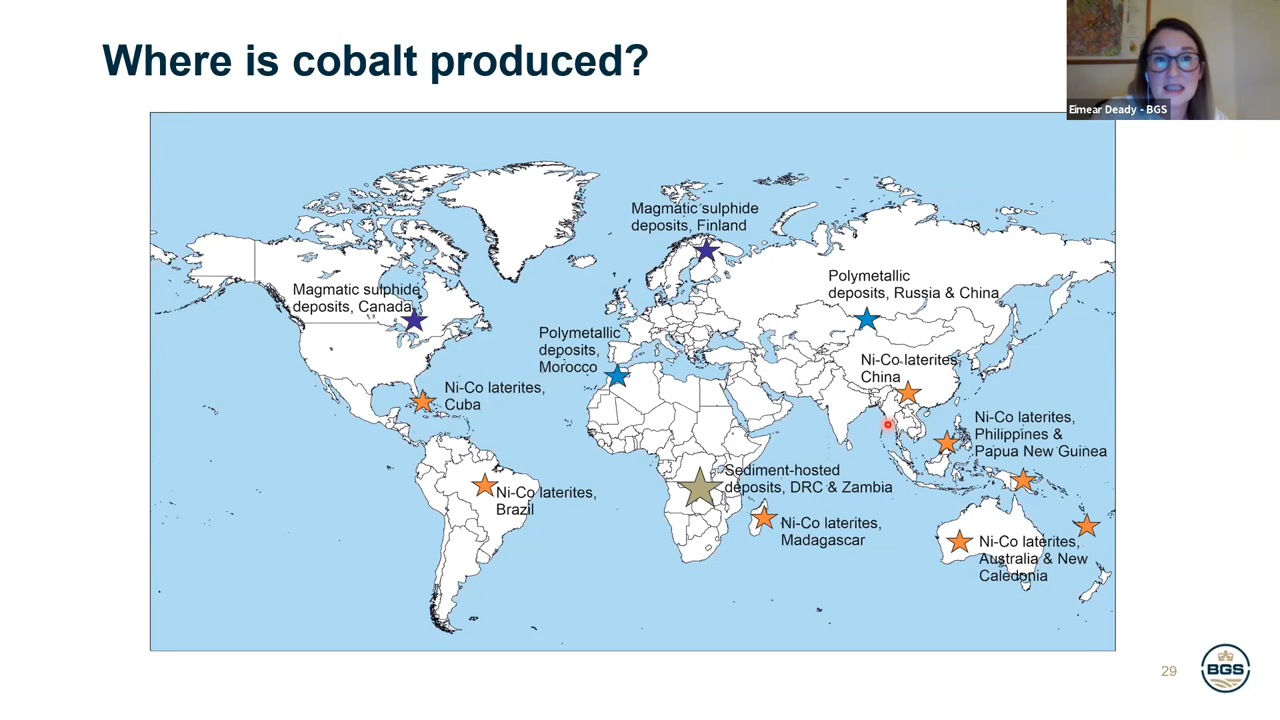 Where is cobalt produced?
Eimear Deady - BGS
Magmatic sulphide
deposits, Finland
Polymetallic
deposits, Russia & China
Magmatic sulphide
deposits, Canada
Polymetallic
deposits,
Morocco
Ni-Co laterites,
China
Ni-Co laterites,
Cuba
Ni-Co laterites,
Philippines &
Papua New Guinea
Sediment-hosted
deposits, DRC & Zambia
Ni-Co laterites,
Brazil
Ni-Co laterites,
Madagascar
Ni-Co laterites,
Australia & New
Caledonia
29
BGS